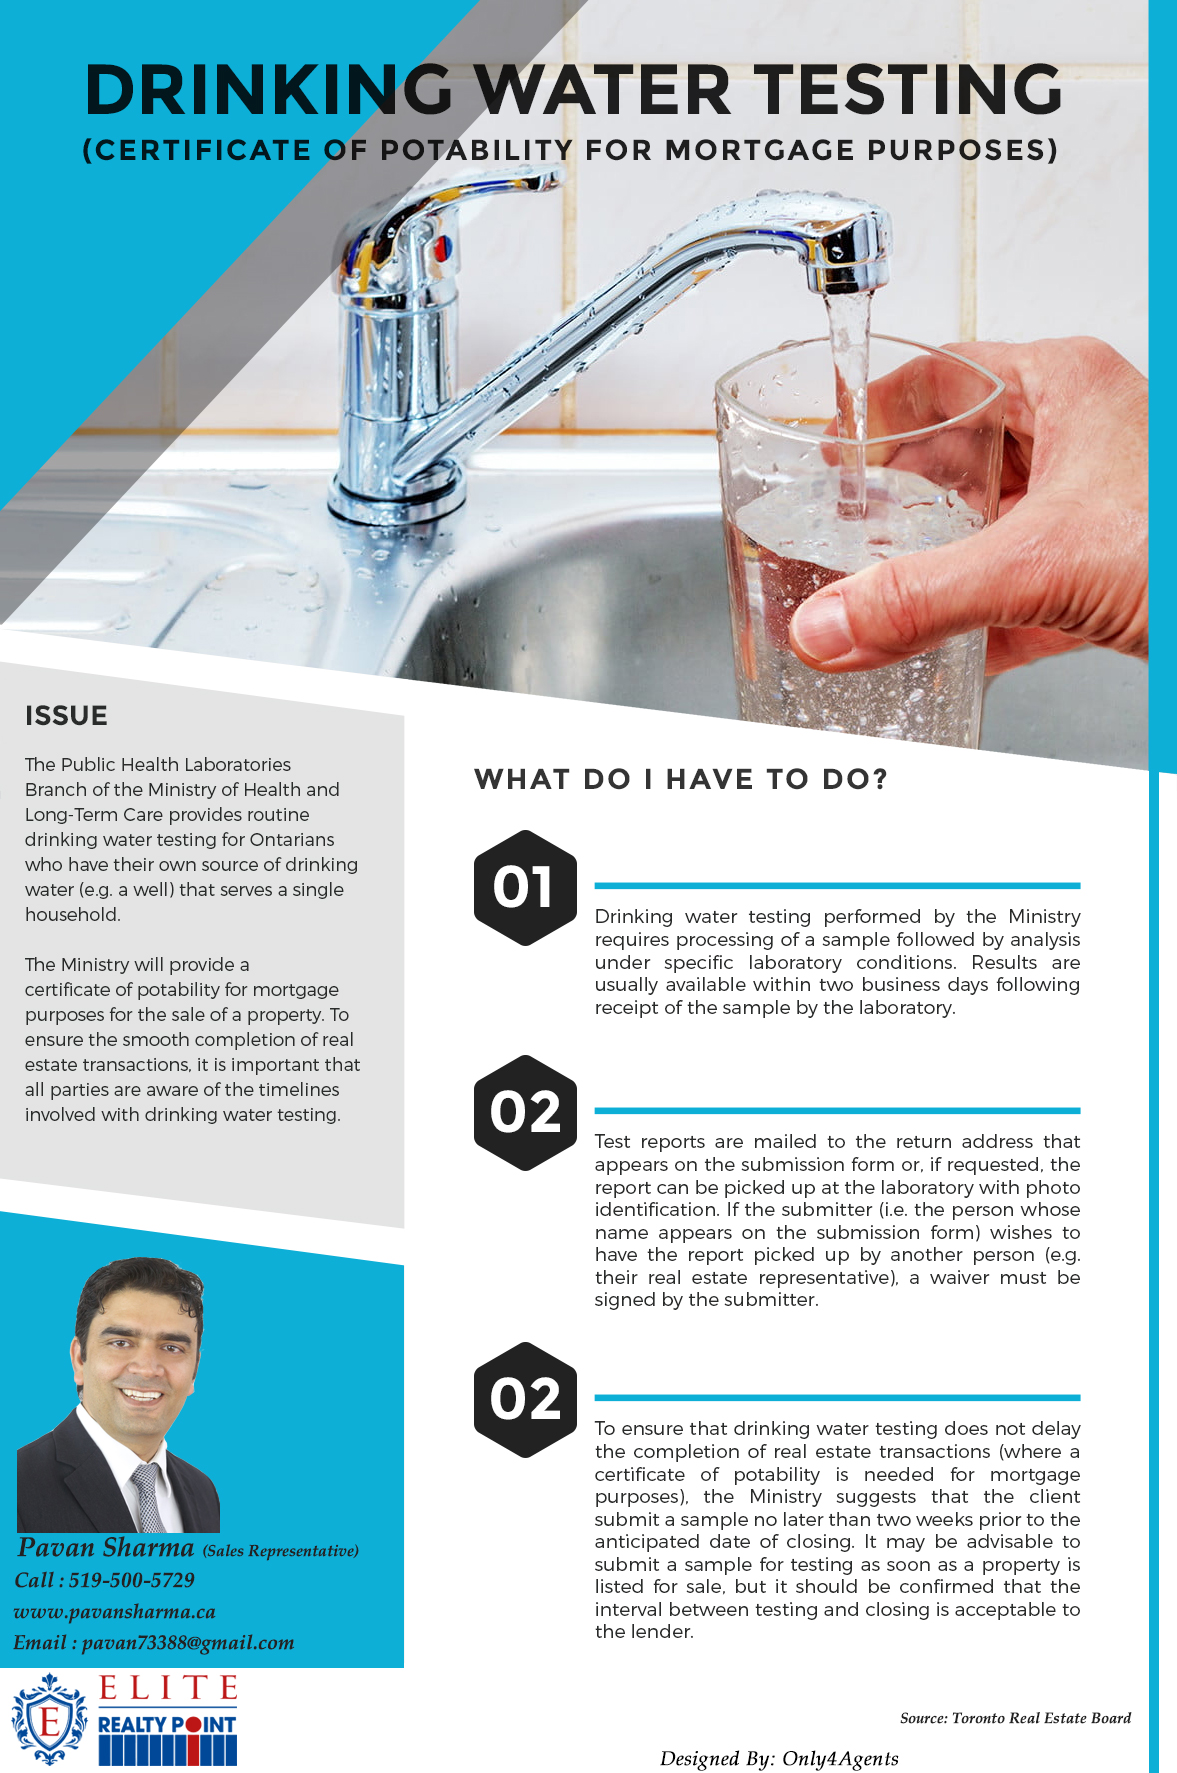 DRINKING WATER TESTING
(CERTIFICATE OF POTABILITY FOR MORTGAGE PURPOSES)
ISSUE
The Public Health Laboratories
Branch of the Ministry of Health and
Long-Term Care provides routine
drinking water testing for Ontarians
who have their own source of drinking
water (e.g. a well) that serves a single
household.
The Ministry will provide a
certificate of potability for mortgage
purposes for the sale of a property. To
ensure the smooth completion of real
estate transactions, it is important that
all parties are aware of the timelines
involved with drinking water testing.
WHAT DO I HAVE TO DO?
01
Drinking water testing performed by the Ministry
requires processing of a sample followed by analysis
under specific laboratory conditions. Results are
usually available within two business days following
receipt of the sample by the laboratory.
02
Test reports are mailed to the return address that
appears on the submission form or, if requested, the
report can be picked up at the laboratory with photo
identification. If the submitter (i.e. the person whose
name appears on the submission form) wishes to
have the report picked up by another person (e.g.
their real estate representative), a waiver must be
signed by the submitter.
02
To ensure that drinking water testing does not delay
the completion of real estate transactions (where a
certificate of potability is needed for mortgage
purposes), the Ministry suggests that the client
submit a sample no later than two weeks prior to the
anticipated date of closing. It may be advisable to
submit a sample for testing as soon as a property is
listed for sale, but it should be confirmed that the
interval between testing and closing is acceptable to
the lender.
Pavan Sharma (Sales Representative)
Call : 519-500-5729
www.pavansharma.ca
Email : pavan73388@gmail.com
E
ELITE
REALTY POINT
Source: Toronto Real Estate Board
Designed By: Only4Agents